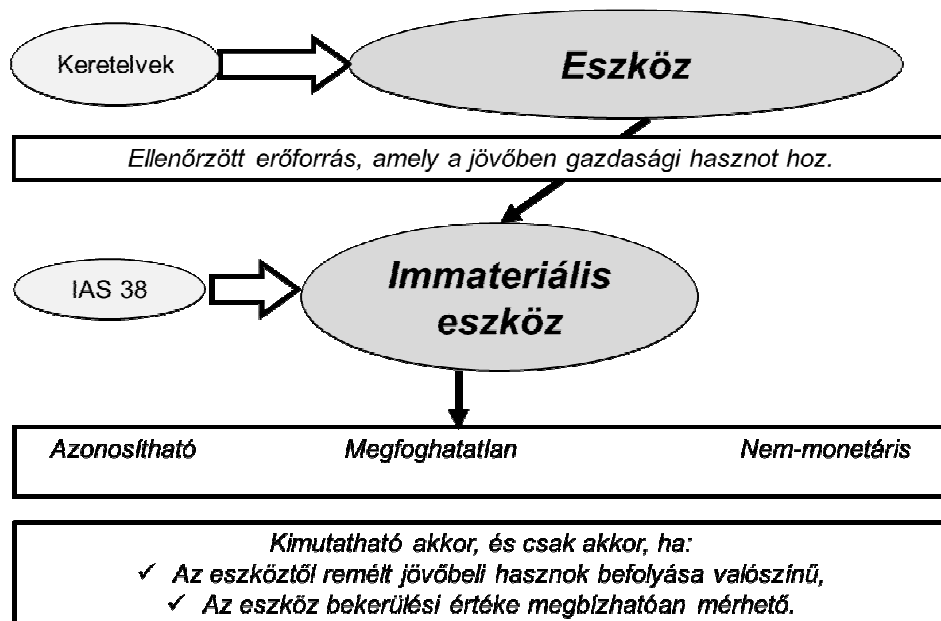 Keretelvek
Eszköz
Ellenőrzött erőforrás, amely a jövőben gazdasági hasznot hoz.
IAS 38
Immateriális
eszköz
Azonosítható Megfoghatatlan Nem-monetáris
Kimutatható akkor, és csak akkor, ha:
✓ Az eszköztől remélt jövőbeli hasznok befolyása valószínű,
✓ Az eszköz bekerülési értéke megbízhatóan mérhető.